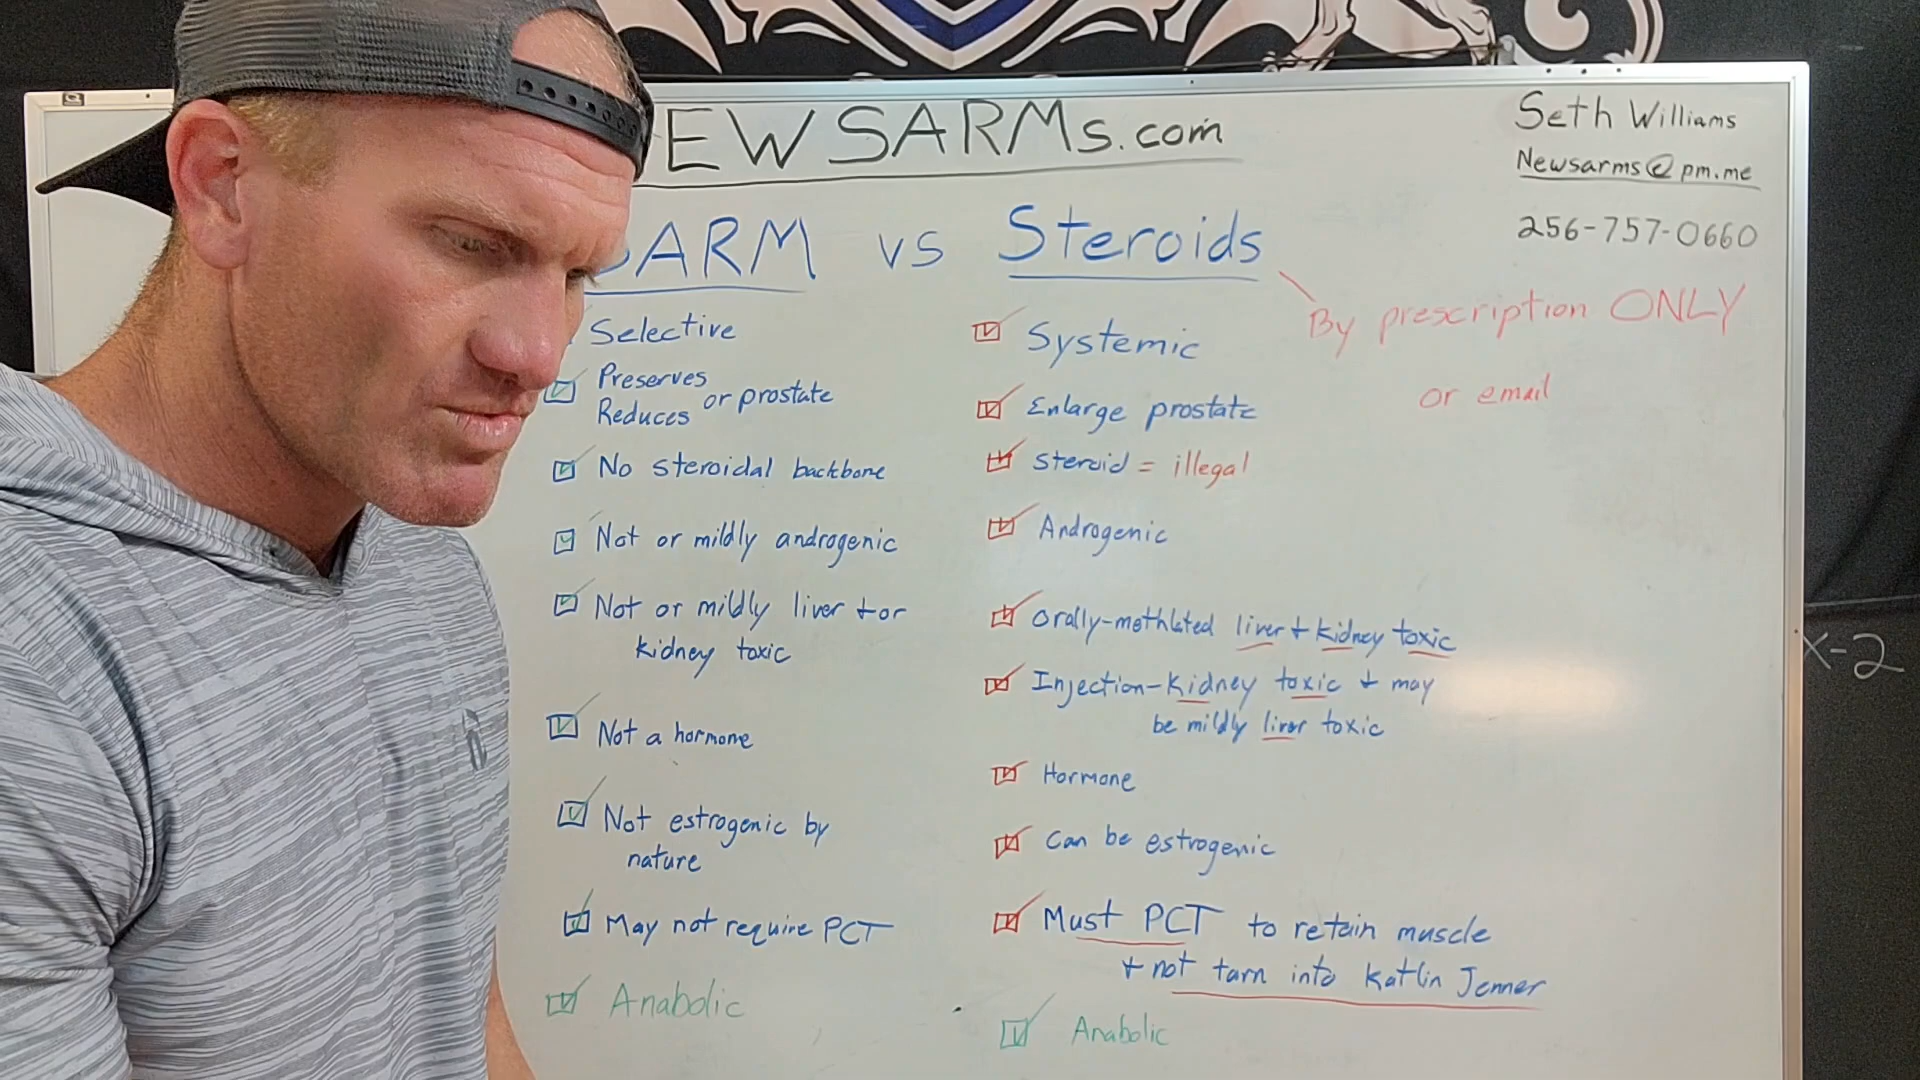 EWSARMs.com
Seth Williams
Newsarms@pm.me
256-757-0660
SARM vs Steroids
By prescription ONLY
or email
Selective
Preserves
Reduces or prostate
No steroidal backbone
Not or mildly androgenic
Not or mildly liver + or
kidney toxic
Not a hormone
Not estrogenic by
nature
May not require PCT
Anabolic
Systemic
Enlarge prostate
Steroid = illegal
Androgenic
Orally-methlated liver + kidney toxic
Injection-kidney toxic + may
be mildly liver toxic
Hormone
Can be estrogenic
Must PCT to retain muscle
+ not turn into Katlin Jenner
Anabolic
X-2